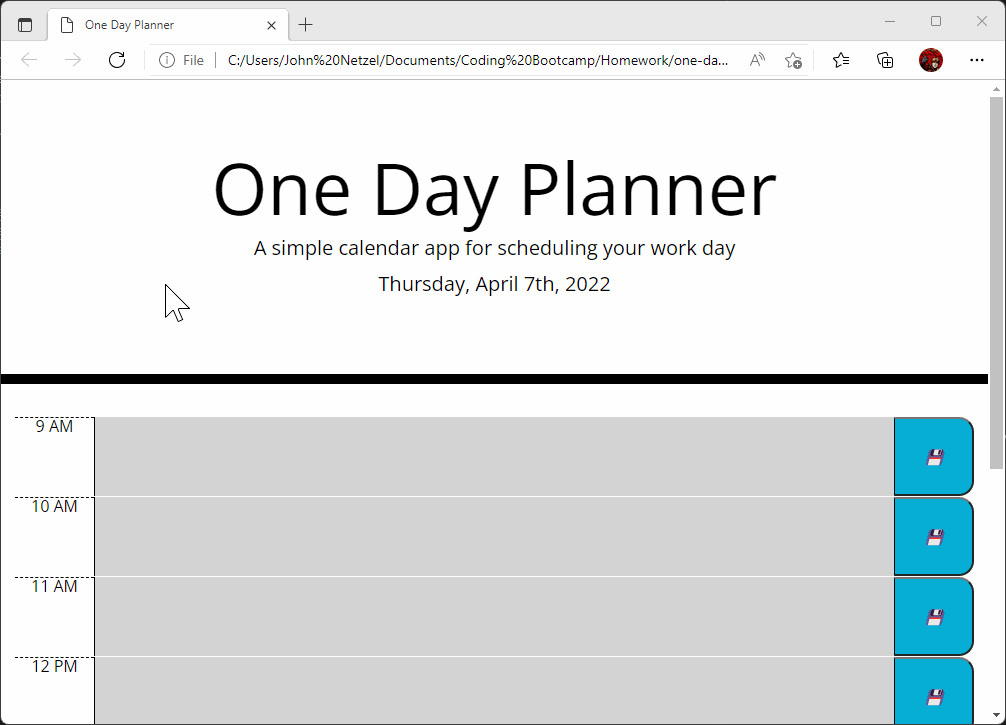 One Day Planner
File
C:/Users/John%20Netzel/Documents/Coding%20Bootcamp/Homework/one-da...
One Day Planner
A simple calendar app for scheduling your work day
Thursday, April 7th, 2022
9 AM
10 AM
11 AM
12 PM